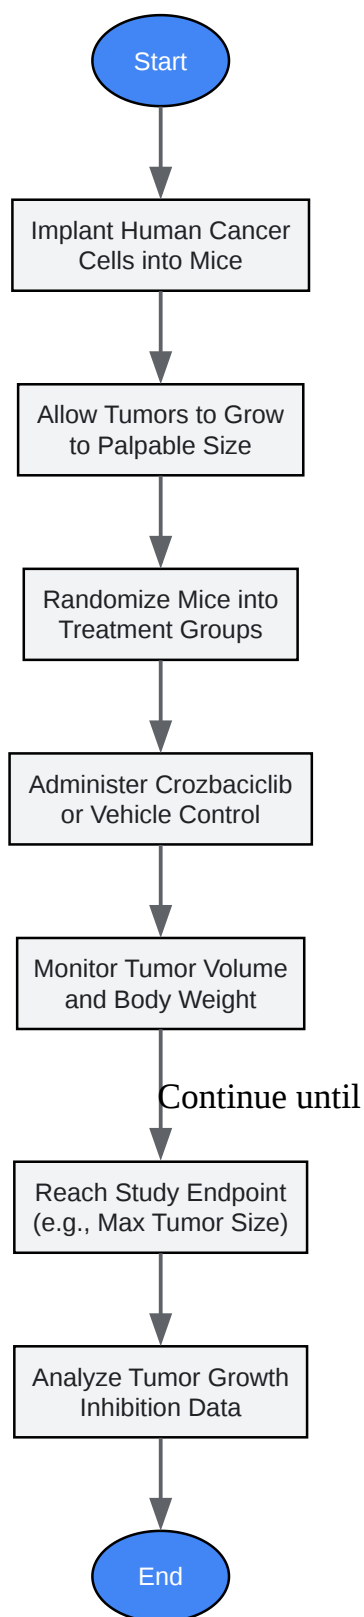 Start
Implant Human Cancer
Cells into Mice
Allow Tumors to Grow
to Palpable Size
Randomize Mice into
Treatment Groups
Administer Crozbaciclib
or Vehicle Control
Monitor Tumor Volume
and Body Weight
Continue until
Reach Study Endpoint
(e.g., Max Tumor Size)
Analyze Tumor Growth
Inhibition Data
End